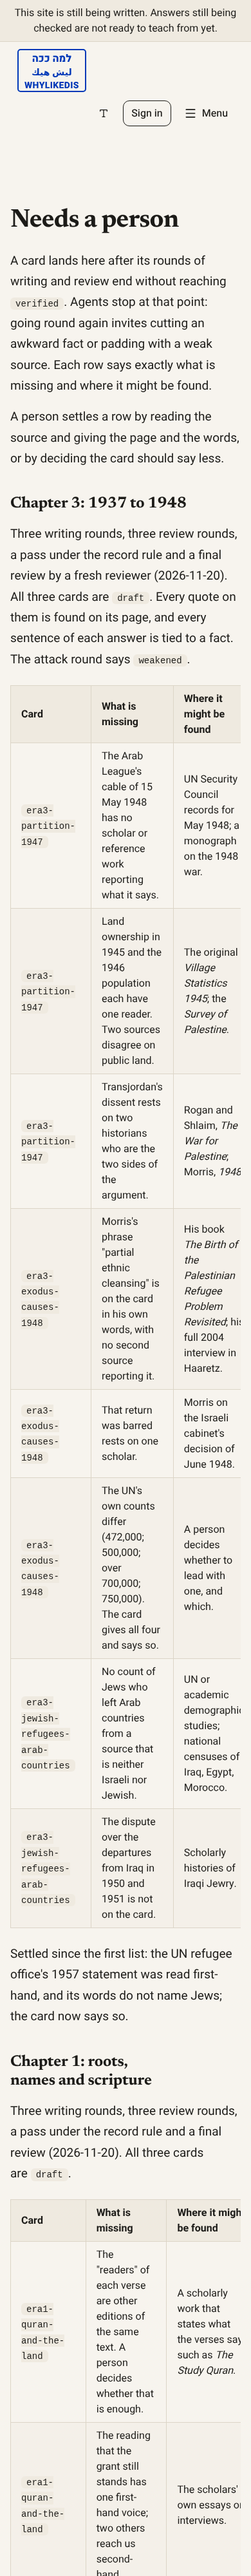 This site is still being written. Answers still being
checked are not ready to teach from yet.
למה ככה
ليش هيك
WHYLIKEDIS
Sign in
Menu
Needs a person
A card lands here after its rounds of
writing and review end without reaching
verified. Agents stop at that point:
going round again invites cutting an
awkward fact or padding with a weak
source. Each row says exactly what is
missing and where it might be found.
A person settles a row by reading the
source and giving the page and the words,
or by deciding the card should say less.
Chapter 3: 1937 to 1948
Three writing rounds, three review rounds,
a pass under the record rule and a final
review by a fresh reviewer (2026-11-20).
All three cards are draft. Every quote on
them is found on its page, and every
sentence of each answer is tied to a fact.
The attack round says weakened.
Card
What is
missing
Where it
might be
found
era3-
partition-
1947
The Arab
League's
cable of 15
May 1948
has no
scholar or
reference
work
reporting
what it says.
UN Security
Council
records for
May 1948; a
monograph
on the 1948
war.
era3-
partition-
1947
Land
ownership in
1945 and the
1946
population
each have
one reader.
Two sources
disagree on
public land.
The original
Village
Statistics
1945; the
Survey of
Palestine.
era3-
partition-
1947
Transjordan's
dissent rests
on two
historians
who are the
two sides of
the
argument.
Rogan and
Shlaim, The
War for
Palestine;
Morris, 1948
era3-
exodus-
causes-
1948
Morris's
phrase
"partial
ethnic
cleansing" is
on the card
in his own
words, with
no second
source
reporting it.
His book
The Birth of
the
Palestinian
Refugee
Problem
Revisited; his
full 2004
interview in
Haaretz.
era3-
exodus-
causes-
1948
That return
was barred
rests on one
scholar.
Morris on
the Israeli
cabinet's
decision of
June 1948.
era3-
exodus-
causes-
1948
The UN's
own counts
differ
(472,000;
500,000;
over
700,000;
750,000).
The card
gives all four
and says so.
A person
decides
whether to
lead with
one, and
which.
era3-
jewish-
refugees-
arab-
countries
No count of
Jews who
left Arab
countries
from a
source that
is neither
Israeli nor
Jewish.
UN or
academic
demographic
studies;
national
censuses of
Iraq, Egypt,
Morocco.
era3-
jewish-
refugees-
arab-
countries
The dispute
over the
departures
from Iraq in
1950 and
1951 is not
on the card.
Scholarly
histories of
Iraqi Jewry.
Settled since the first list: the UN refugee
office's 1957 statement was read first-
hand, and its words do not name Jews;
the card now says so.
Chapter 1: roots,
names and scripture
Three writing rounds, three review rounds,
a pass under the record rule and a final
review (2026-11-20). All three cards
are draft.
Card
What is
missing
Where it might
be found
era1-
quran-
and-the-
land
The
"readers" of
each verse
are other
editions of
the same
text. A
person
decides
whether that
is enough.
A scholarly
work that
states what
the verses say
such as The
Study Quran.
era1-
quran-
and-the-
land
The reading
that the
grant still
stands has
one first-
hand voice;
two others
reach us
second-
hand
The scholars'
own essays or
interviews.